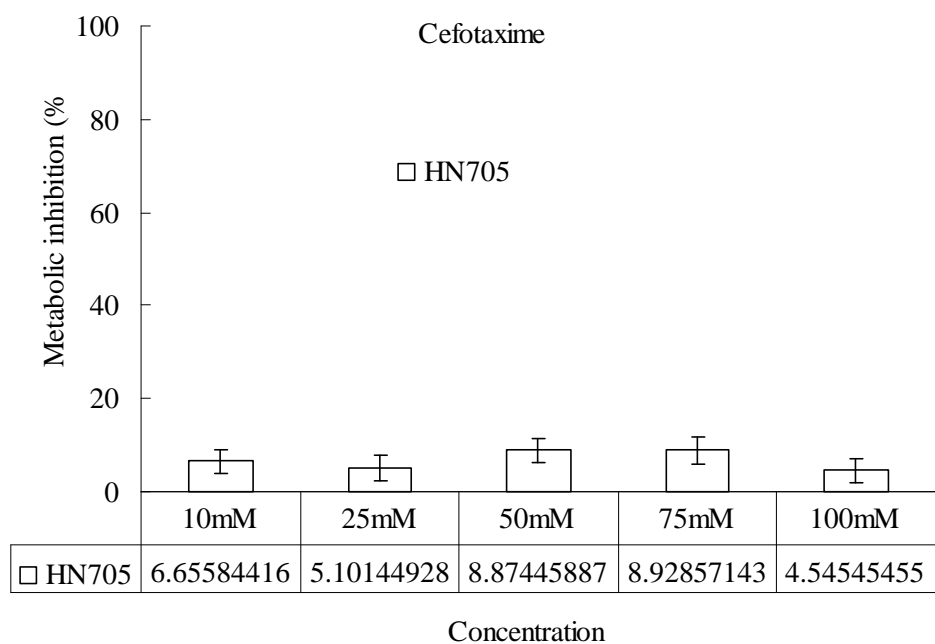 Cefotaxime
Metabolic inhibition (%
100
80
60
40
20
0
□ HN705
10mM 25mM 50mM 75mM 100mM
□ HN705 6.65584416 5.10144928 8.87445887 8.92857143 4.54545455
Concentration